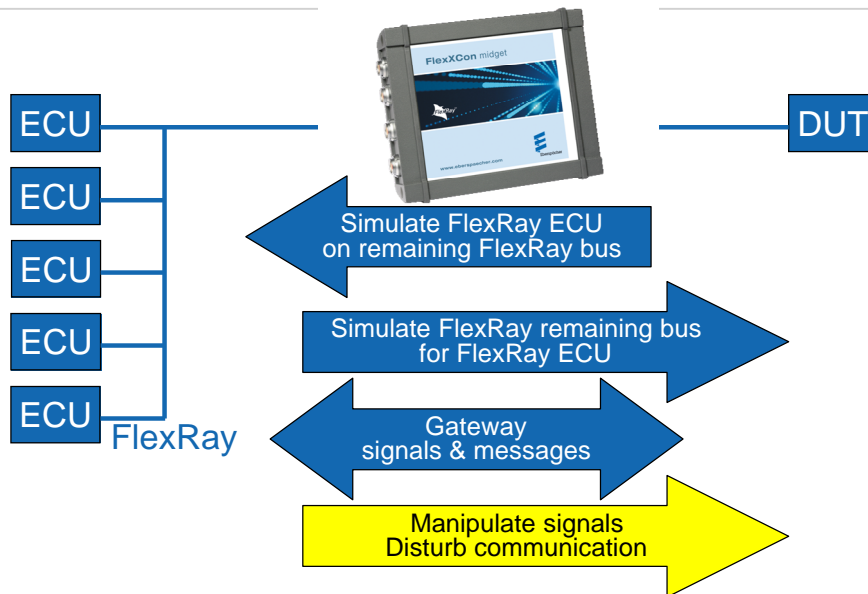 FlexXCon midget
FlexRay
Eberspächer
www.eberspaecher.com
ECU
DUT
ECU
Simulate FlexRay ECU
on remaining FlexRay bus
ECU
ECU
Simulate FlexRay remaining bus
for FlexRay ECU
ECU
FlexRay
Gateway
signals & messages
Manipulate signals
Disturb communication